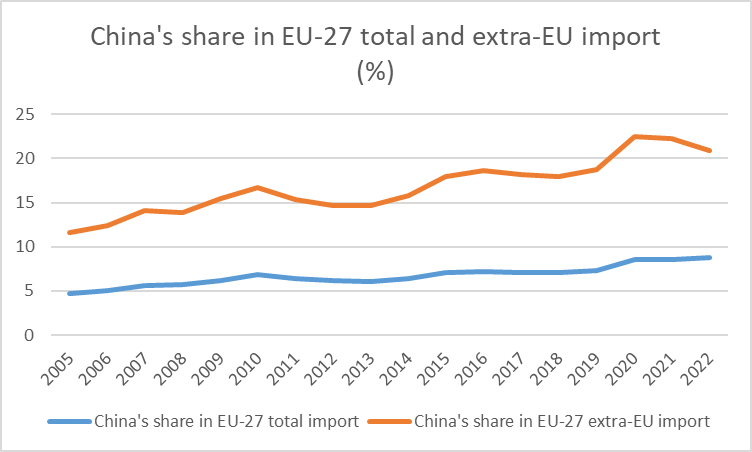 China's share in EU-27 total and extra-EU import
(%)
25
20
15
10
5
0
2005 2006 2007 2008 2009 2010 2011 2012 2013 2014 2015 2016 2017 2018 2019 2020 2021 2022
China's share in EU-27 total import China's share in EU-27 extra-EU import